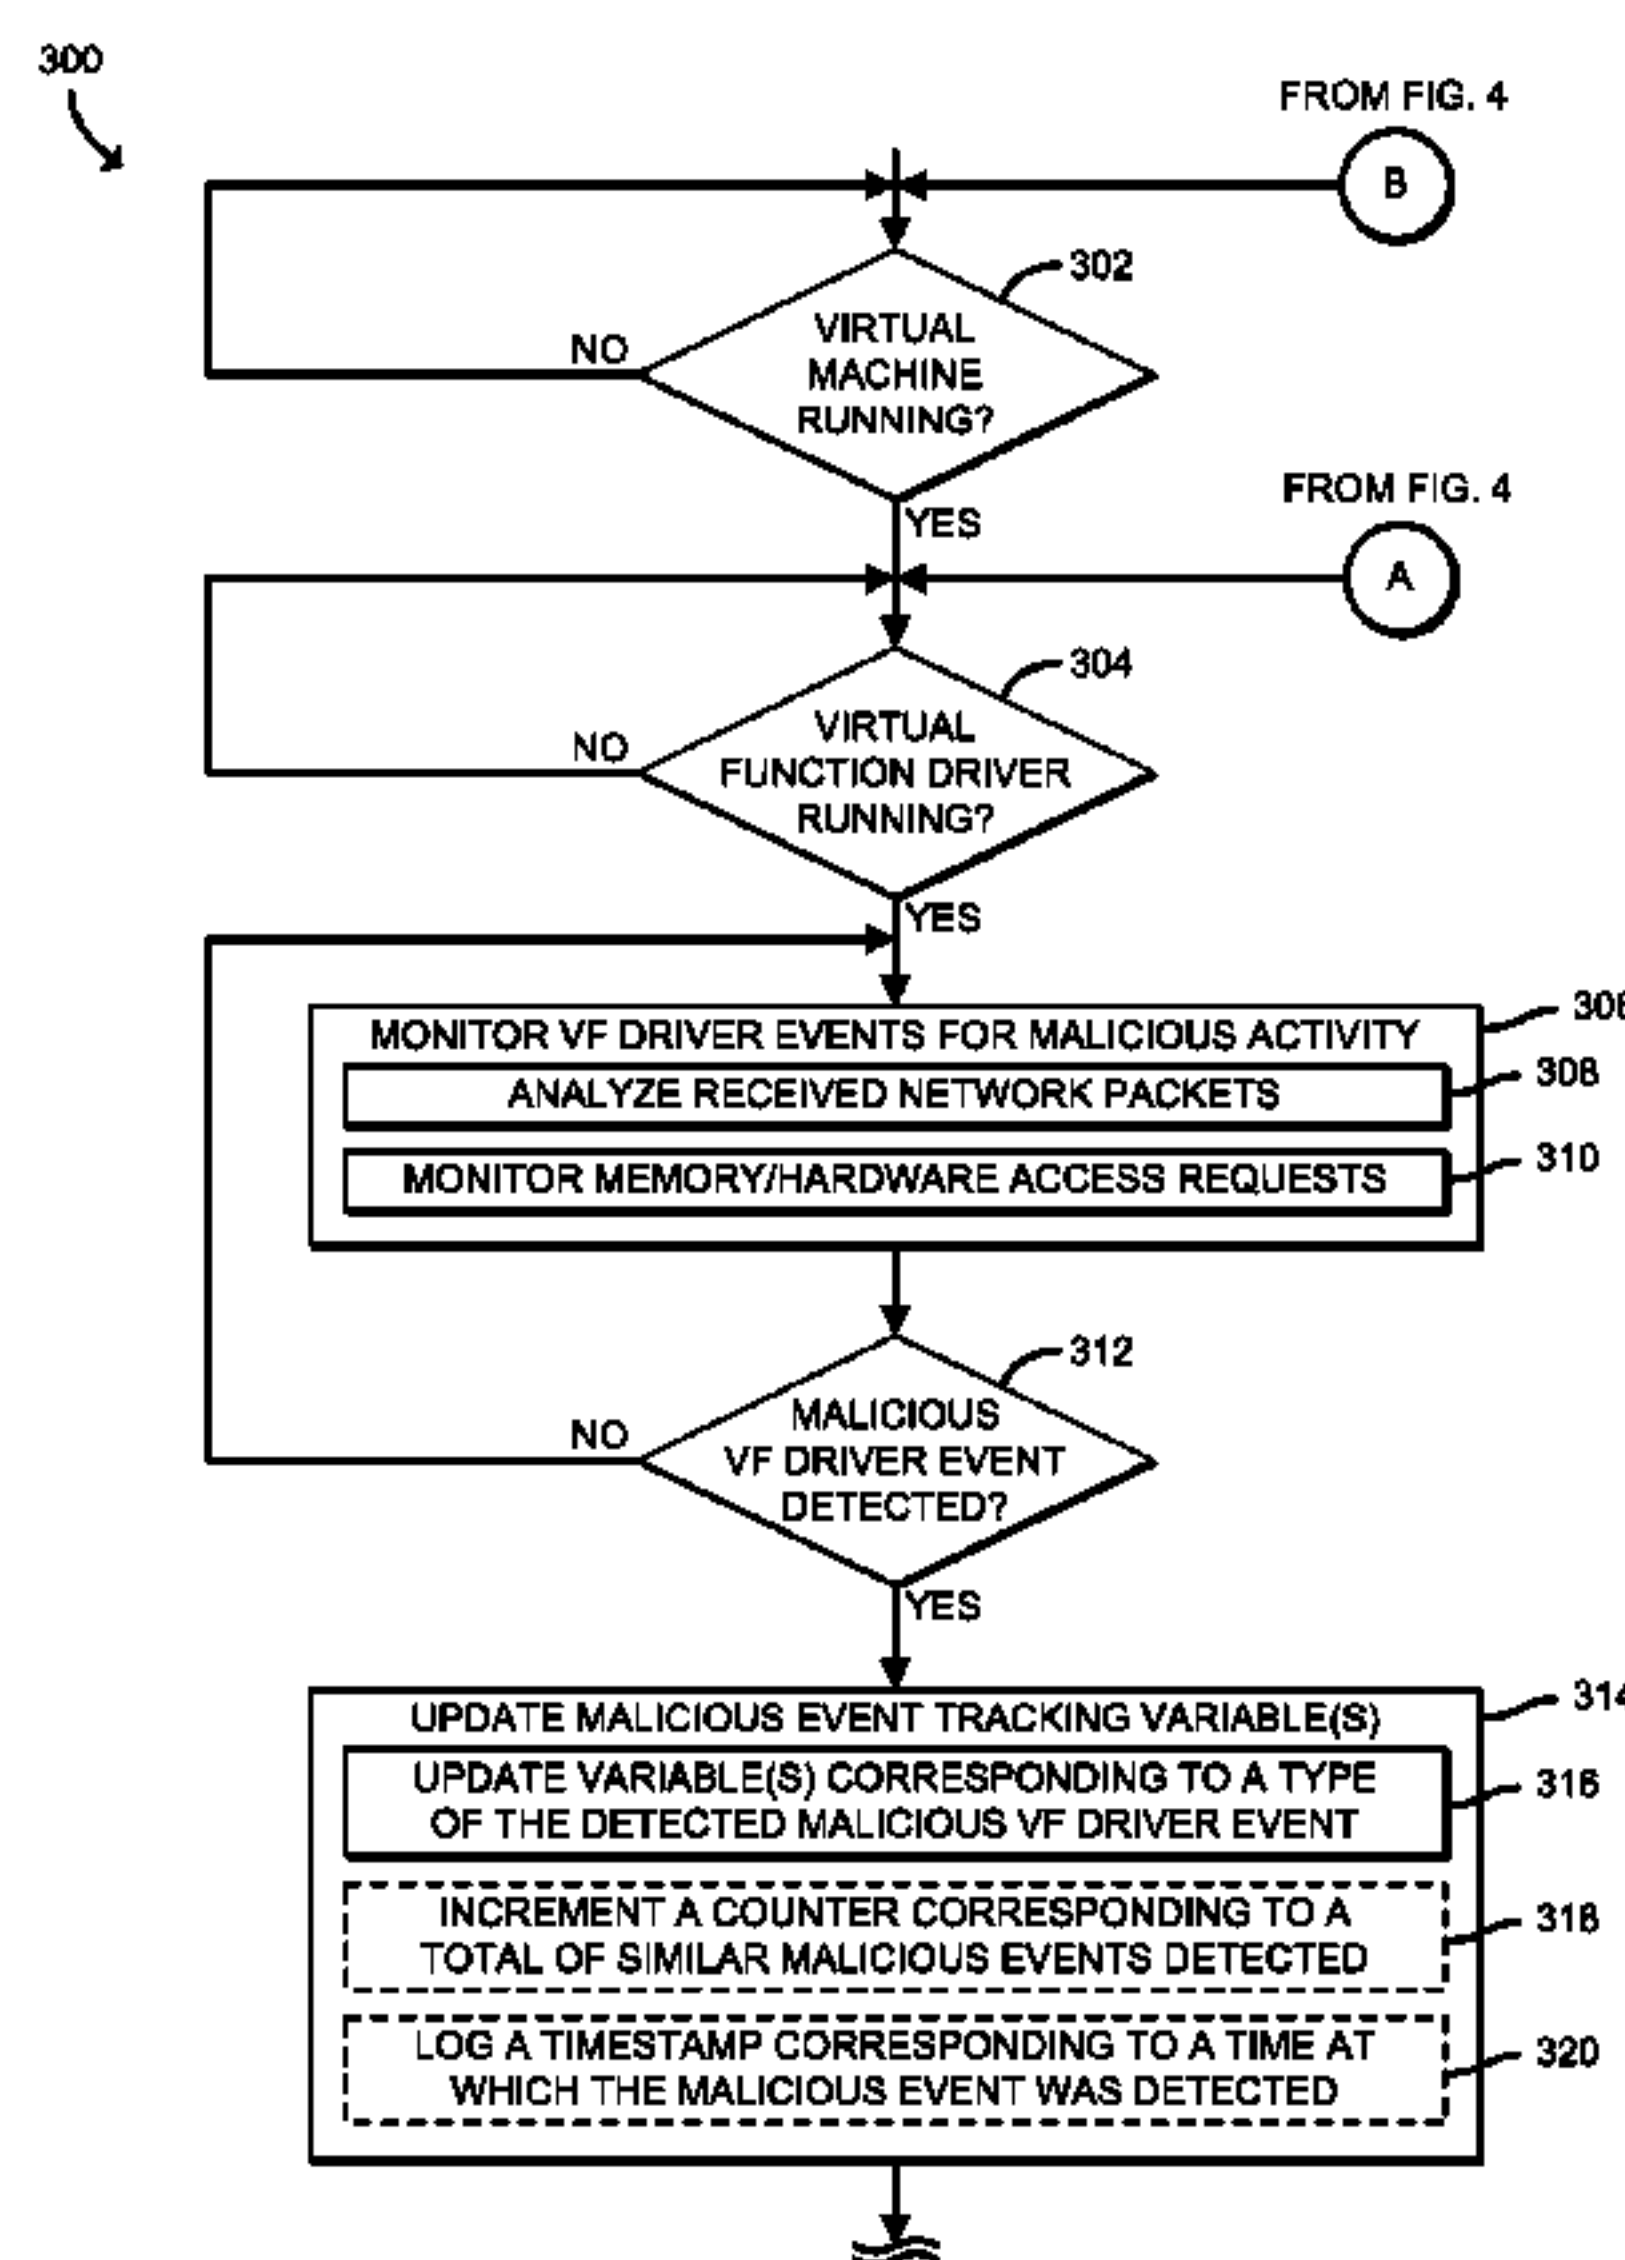 300
FROM FIG. 4
B
302
VIRTUAL
MACHINE
RUNNING?
NO
YES
FROM FIG. 4
A
304
VIRTUAL
FUNCTION DRIVER
RUNNING?
NO
YES
306
MONITOR VF DRIVER EVENTS FOR MALICIOUS ACTIVITY
308
ANALYZE RECEIVED NETWORK PACKETS
310
MONITOR MEMORY/HARDWARE ACCESS REQUESTS
312
MALICIOUS
VF DRIVER EVENT
DETECTED?
NO
YES
314
UPDATE MALICIOUS EVENT TRACKING VARIABLE(S)
316
UPDATE VARIABLE(S) CORRESPONDING TO A TYPE
OF THE DETECTED MALICIOUS VF DRIVER EVENT
318
INCREMENT A COUNTER CORRESPONDING TO A
TOTAL OF SIMILAR MALICIOUS EVENTS DETECTED
320
LOG A TIMESTAMP CORRESPONDING TO A TIME AT
WHICH THE MALICIOUS EVENT WAS DETECTED